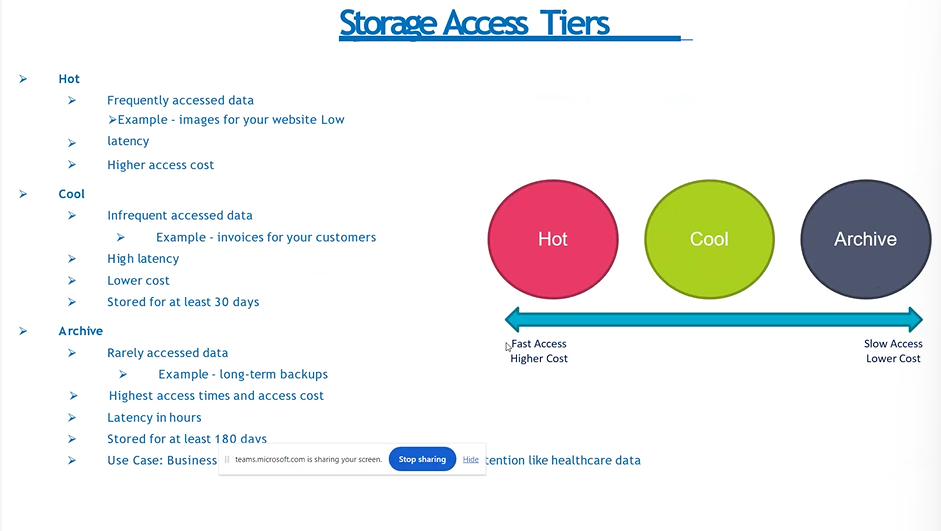 Storage Access Tiers
➢ Hot
➢ Frequently accessed data
➢Example - images for your website Low
➢ latency
➢ Higher access cost
➢ Cool
➢ Infrequent accessed data
➢ Example - invoices for your customers
➢ High latency
➢ Lower cost
➢ Stored for at least 30 days
➢ Archive
➢ Rarely accessed data
➢ Example - long-term backups
➢ Highest access times and access cost
➢ Latency in hours
➢ Stored for at least 180 days
➢ Use Case: Business tention like healthcare data
teams.microsoft.com is sharing your screen. Stop sharing Hide
Hot Cool Archive
Fast Access
Higher Cost
Slow Access
Lower Cost